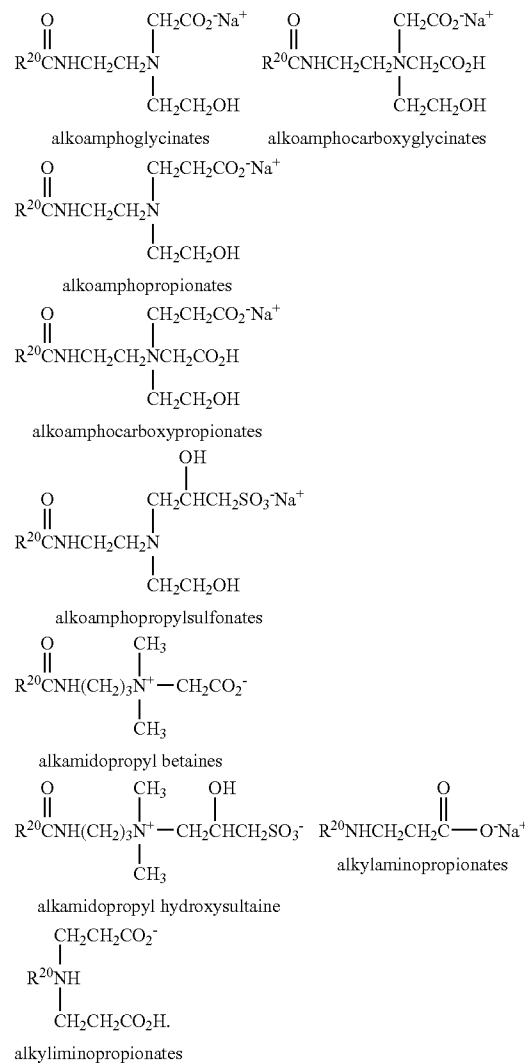 O CH₂CO₂⁻Na⁺ O CH₂CO₂⁻Na⁺
R²⁰CNHCH₂CH₂N R²⁰CNHCH₂CH₂NCH₂CO₂H
CH₂CH₂OH CH₂CH₂OH
alkoamphoglycinates alkoamphocarboxyglycinates
O CH₂CH₂CO₂⁻Na⁺
R²⁰CNHCH₂CH₂N
CH₂CH₂OH
alkoamphopropionates
O CH₂CH₂CO₂⁻Na⁺
R²⁰CNHCH₂CH₂NCH₂CO₂H
CH₂CH₂OH
alkoamphocarboxypropionates
OH
O CH₂CHCH₂SO₃⁻Na⁺
R²⁰CNHCH₂CH₂N
CH₂CH₂OH
alkoamphopropylsulfonates
O CH₃
R²⁰CNH(CH₂)₃N⁺—CH₂CO₂⁻
CH₃
alkamidopropyl betaines
O CH₃ OH O
R²⁰CNH(CH₂)₃N⁺—CH₂CHCH₂SO₃⁻ R²⁰NHCH₂CH₂C—O⁻Na⁺
CH₃ alkylaminopropionates
alkamidopropyl hydroxysultaine
CH₂CH₂CO₂⁻
R²⁰NH
CH₂CH₂CO₂H.
alkyliminopropionates